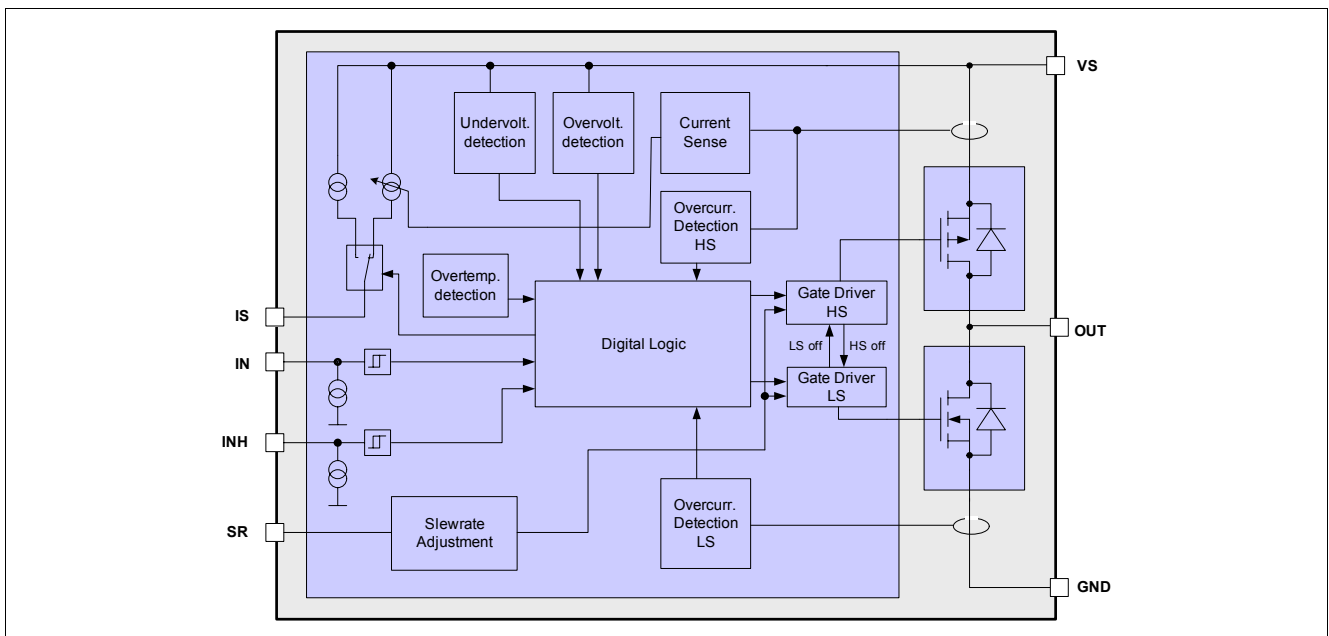 VS
Undervolt.
detection
Overvolt.
detection
Current
Sense
Overcurr.
Detection
HS
Overtemp.
detection
Gate Driver
HS
IS
OUT
Digital Logic
LS off
HS off
IN
Gate Driver
LS
INH
Overcurr.
Detection
LS
SR
Slewrate
Adjustment
GND